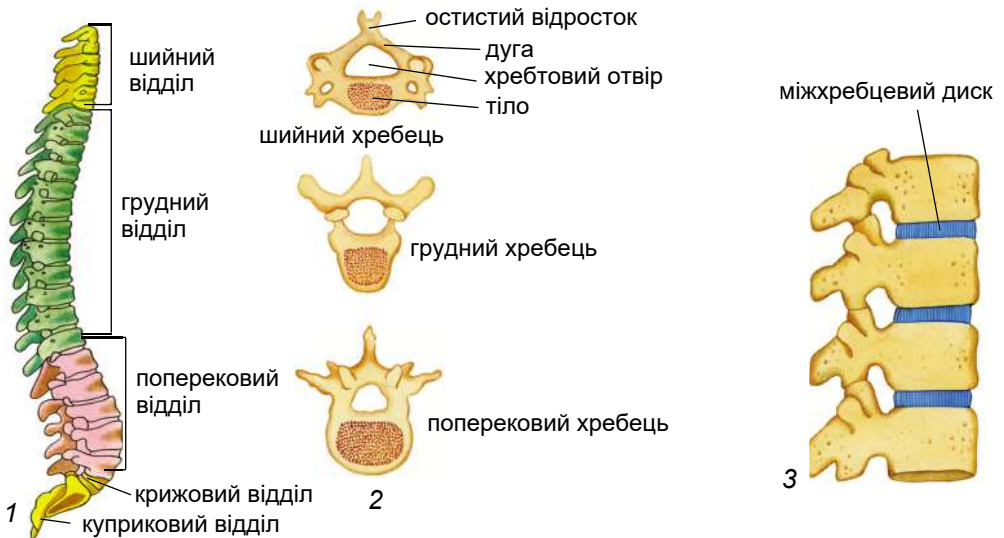 шийний
відділ
грудний
відділ
поперековий
відділ
крижовий відділ
куприковий відділ
1
остистий відросток
дуга
хребтовий отвір
тіло
шийний хребець
грудний хребець
поперековий хребець
2
міжхребцевий диск
3